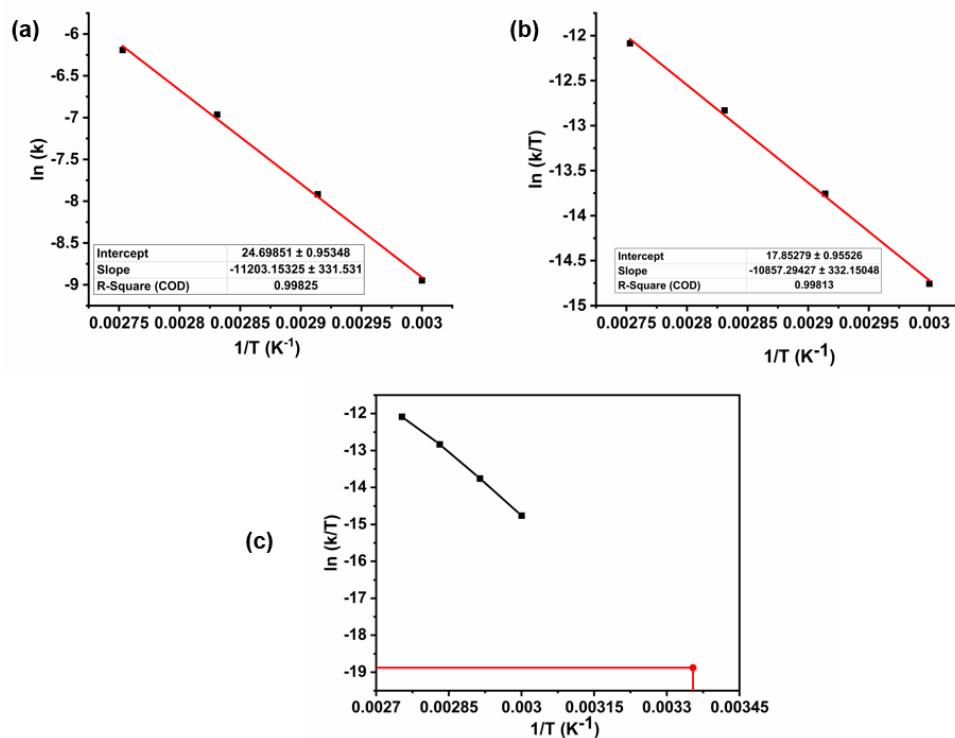 (a)
-6
-6.5
-7
-7.5
-8
-8.5
-9
ln (k)
Intercept 24.69851 ± 0.95348
Slope -11203.15325 ± 331.531
R-Square (COD) 0.99825
0.00275 0.0028 0.00285 0.0029 0.00295 0.003
1/T (K⁻¹)
(b)
-12
-12.5
-13
-13.5
-14
-14.5
-15
ln (k/T)
Intercept 17.85279 ± 0.95526
Slope -10857.29427 ± 332.15048
R-Square (COD) 0.99813
0.00275 0.0028 0.00285 0.0029 0.00295 0.003
1/T (K⁻¹)
(c)
-12
-13
-14
-15
-16
-17
-18
-19
ln (k/T)
0.0027 0.00285 0.003 0.00315 0.0033 0.00345
1/T (K⁻¹)